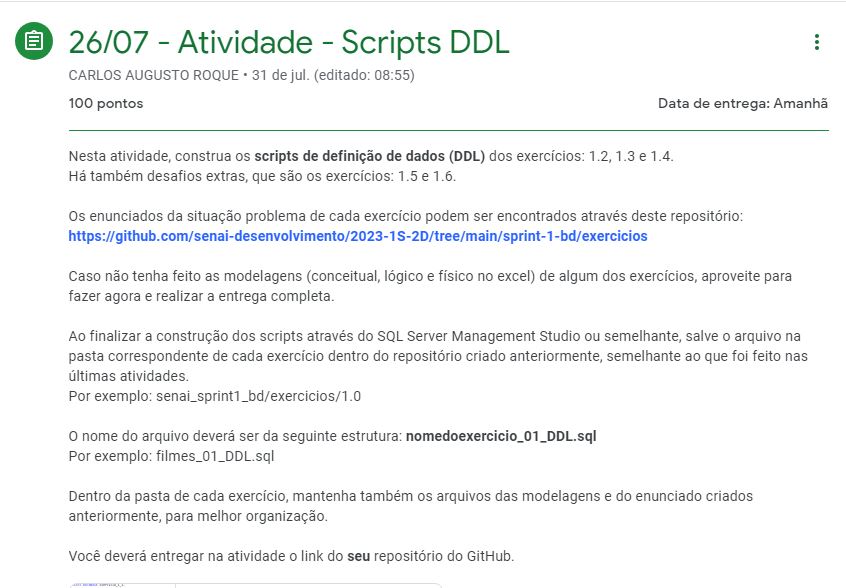 26/07 - Atividade - Scripts DDL
CARLOS AUGUSTO ROQUE • 31 de jul. (editado: 08:55)
100 pontos
Data de entrega: Amanhã
Nesta atividade, construa os scripts de definição de dados (DDL) dos exercícios: 1.2, 1.3 e 1.4.
Há também desafios extras, que são os exercícios: 1.5 e 1.6.
Os enunciados da situação problema de cada exercício podem ser encontrados através deste repositório:
https://github.com/senai-desenvolvimento/2023-1S-2D/tree/main/sprint-1-bd/exercicios
Caso não tenha feito as modelagens (conceitual, lógico e físico no excel) de algum dos exercícios, aproveite para
fazer agora e realizar a entrega completa.
Ao finalizar a construção dos scripts através do SQL Server Management Studio ou semelhante, salve o arquivo na
pasta correspondente de cada exercício dentro do repositório criado anteriormente, semelhante ao que foi feito nas
últimas atividades.
Por exemplo: senai_sprint1_bd/exercicios/1.0
O nome do arquivo deverá ser da seguinte estrutura: nomedoexercicio_01_DDL.sql
Por exemplo: filmes_01_DDL.sql
Dentro da pasta de cada exercício, mantenha também os arquivos das modelagens e do enunciado criados
anteriormente, para melhor organização.
Você deverá entregar na atividade o link do seu repositório do GitHub.